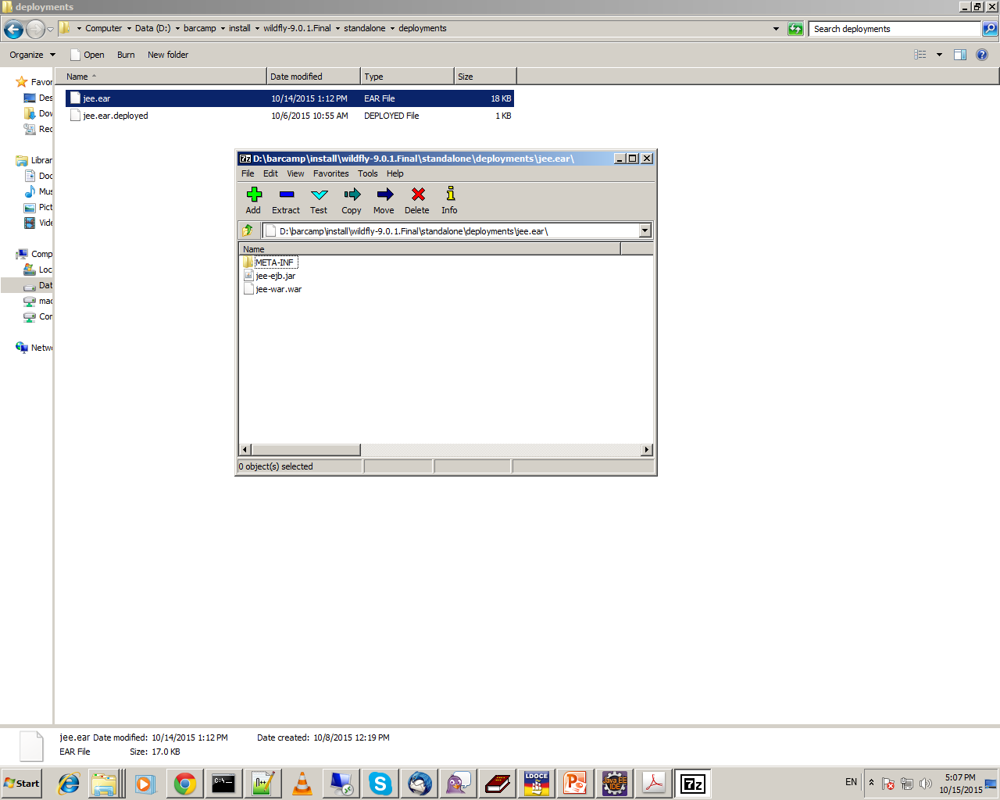 deployments
Computer Data (D:) barcamp install wildfly-9.0.1.Final standalone deployments
Search deployments
Organize Open Burn New folder
Name Date modified Type Size
jee.ear 10/14/2015 1:12 PM EAR File 18 KB
jee.ear.deployed 10/6/2015 10:55 AM DEPLOYED File 1 KB
Favor
Des
Dov
Rec
Librar
Doc
Mus
Pict
Vide
Comp
Loc
Dat
mac
Con
Netw
7z D:\barcamp\install\wildfly-9.0.1.Final\standalone\deployments\jee.ear\
File Edit View Favorites Tools Help
Add Extract Test Copy Move Delete Info
D:\barcamp\install\wildfly-9.0.1.Final\standalone\deployments\jee.ear\
Name
META-INF
jee-ejb.jar
jee-war.war
0 object(s) selected
jee.ear Date modified: 10/14/2015 1:12 PM Date created: 10/8/2015 12:19 PM
EAR File Size: 17.0 KB
Start
C:\
LDOCE
Java EE
IDE
7z
EN
5:07 PM
10/15/2015